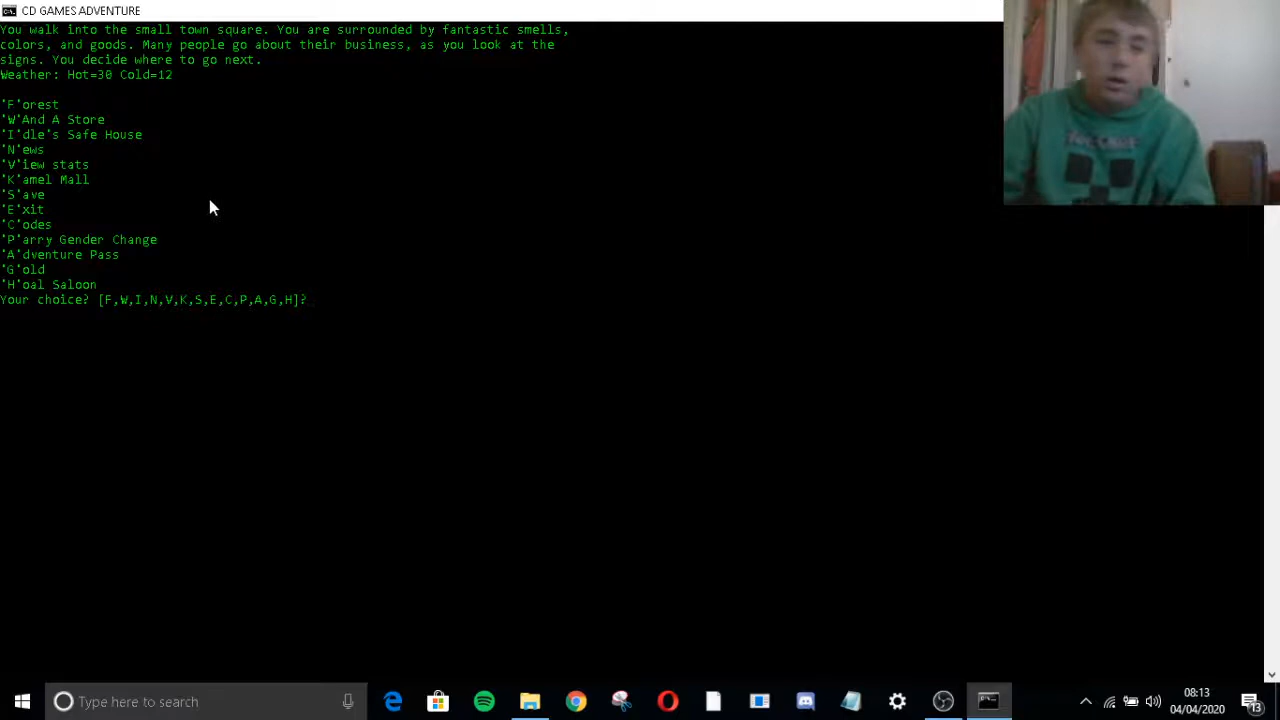 CD GAMES ADVENTURE
You walk into the small town square. You are surrounded by fantastic smells,
colors, and goods. Many people go about their business, as you look at the
signs. You decide where to go next.
Weather: Hot=30 Cold=12
'F'orest
'W'And A Store
'I'dle's Safe House
'N'ews
'V'iew stats
'K'amel Mall
'S'ave
'E'xit
'C'odes
'P'arry Gender Change
'A'dventure Pass
'G'old
'H'oal Saloon
Your choice? [F,W,I,N,V,K,S,E,C,P,A,G,H]?
Type here to search
08:13
04/04/2020
13